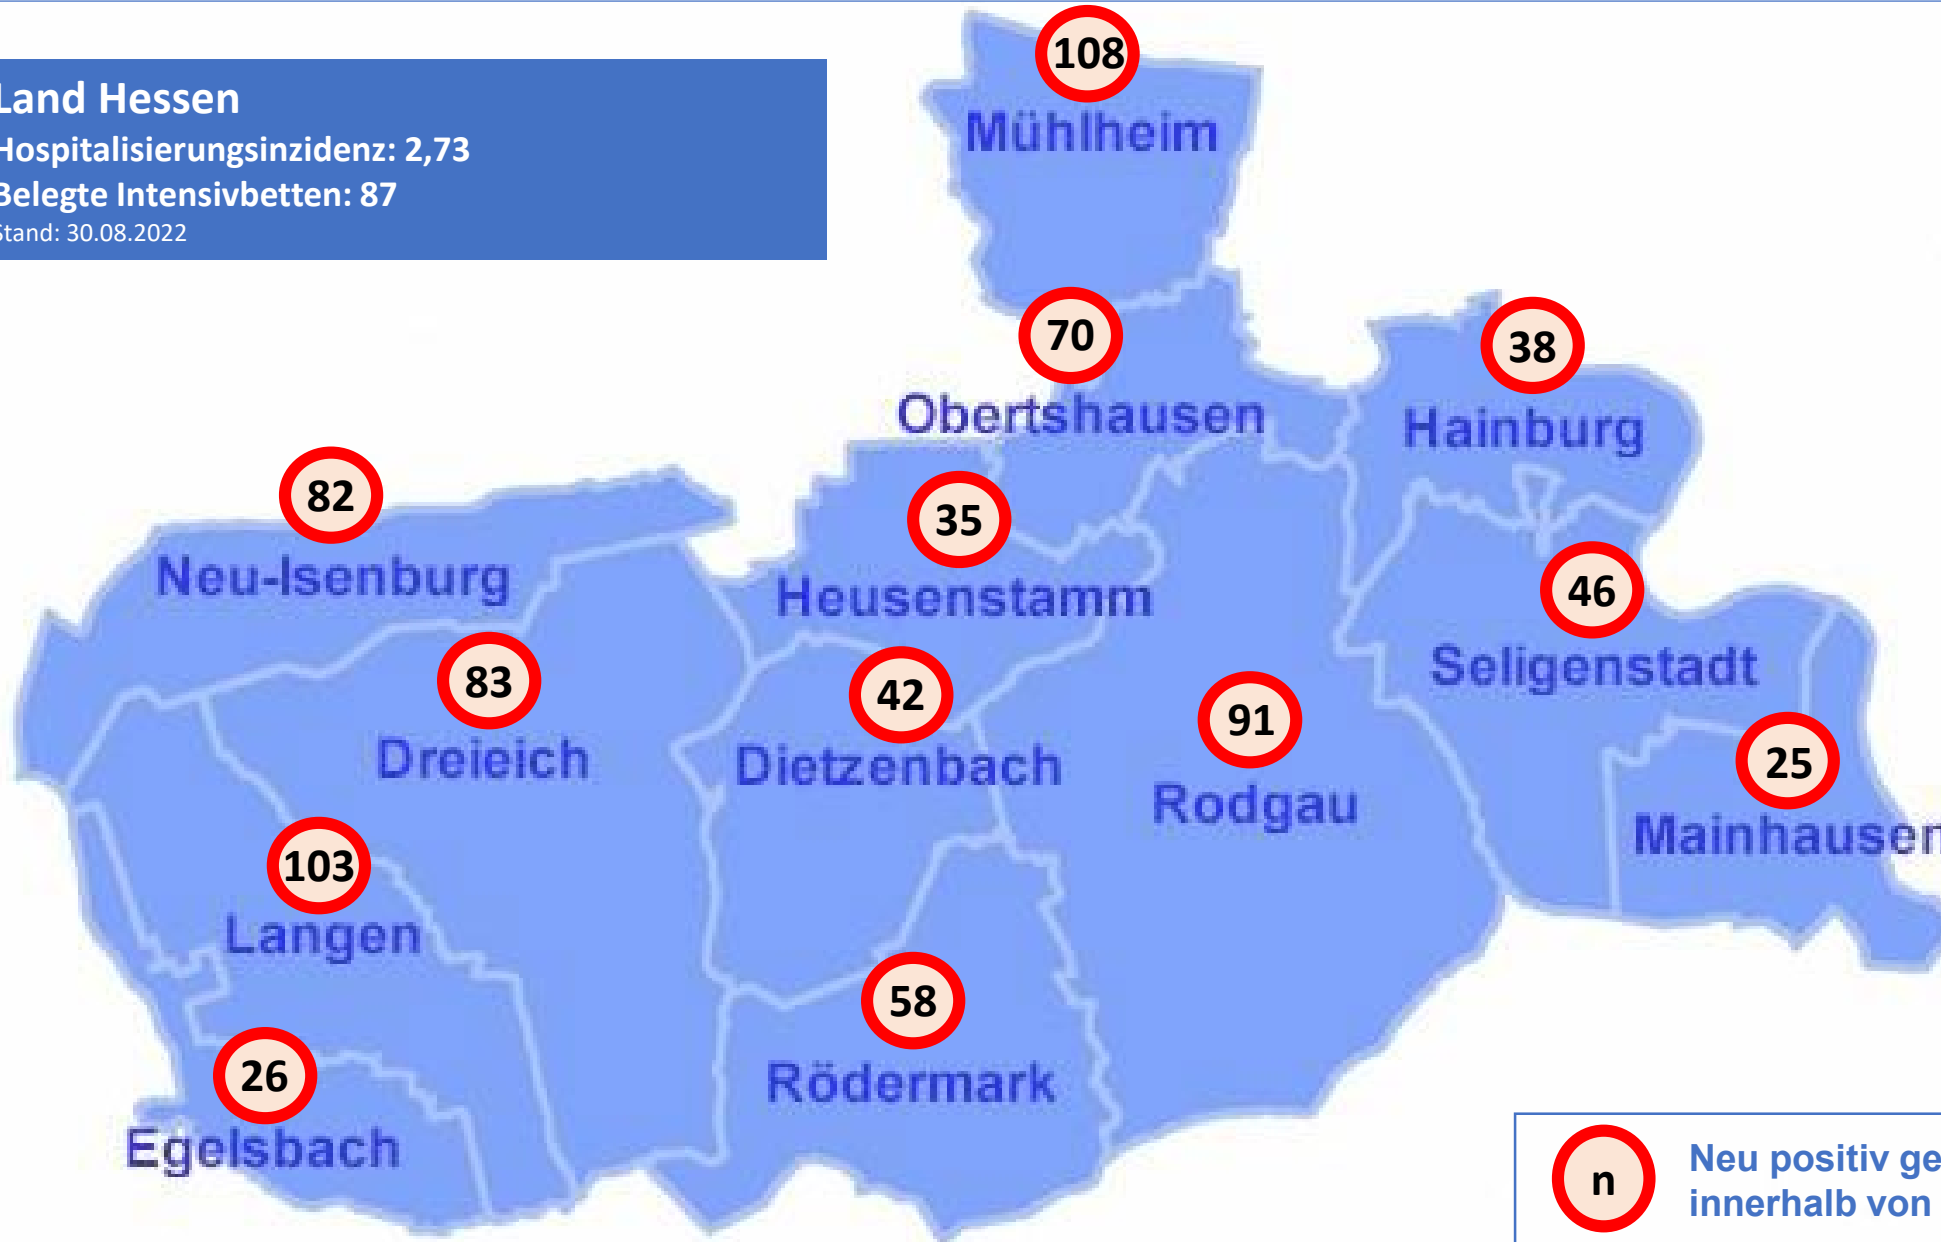 Land Hessen
Hospitalisierungsinzidenz: 2,73
Belegte Intensivbetten: 87
Stand: 30.08.2022
108
Mühlheim
70
Obertshausen
38
Hainburg
82
Neu-Isenburg
35
Heusenstamm
46
Seligenstadt
83
Dreieich
42
Dietzenbach
91
Rodgau
25
Mainhausen
103
Langen
58
Rödermark
26
Egelsbach
n
Neu positiv ge
innerhalb von